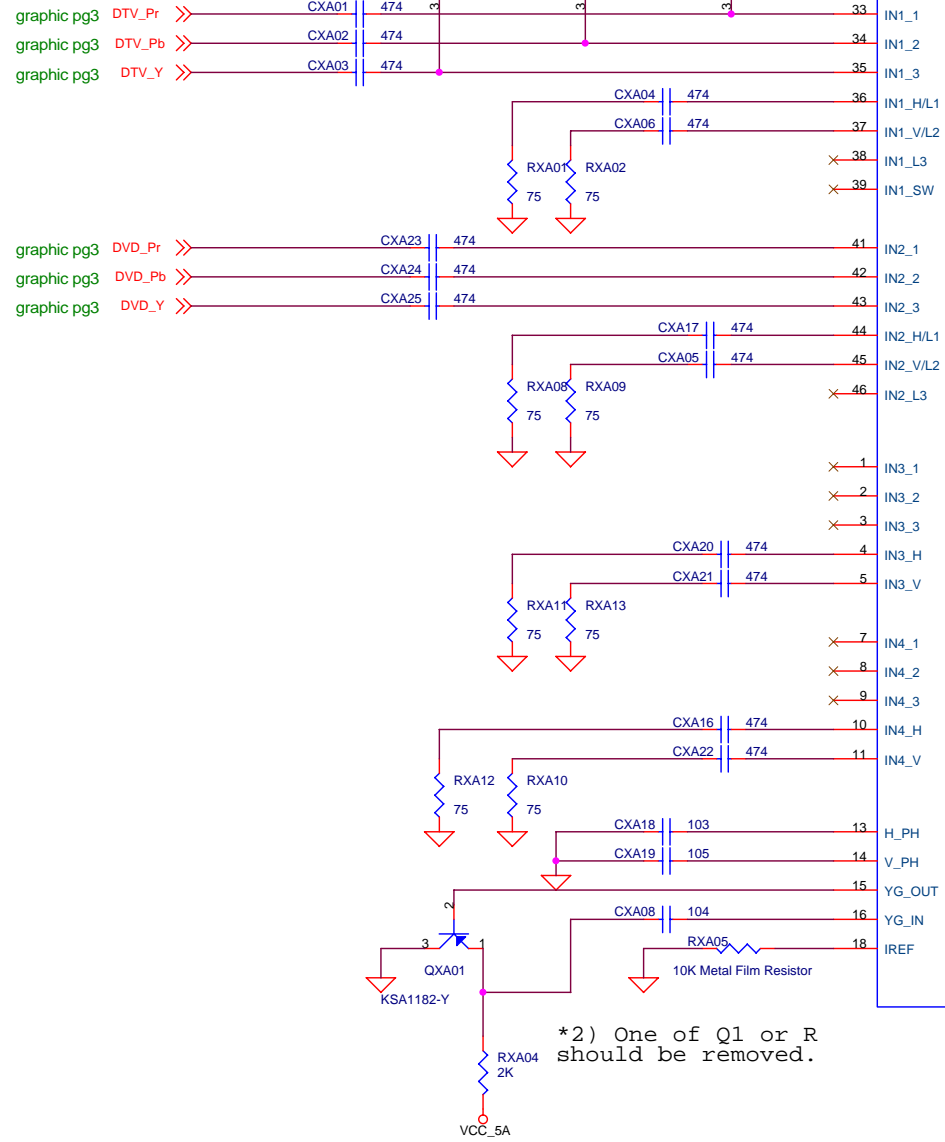 graphic pg3 DTV_Pr CXA01 474 3 3 3 33 IN1_1
graphic pg3 DTV_Pb CXA02 474 34 IN1_2
graphic pg3 DTV_Y CXA03 474 35 IN1_3
CXA04 474 36 IN1_H/L1
CXA06 474 37 IN1_V/L2
38 IN1_L3
RXA01 RXA02
39 IN1_SW
75 75
graphic pg3 DVD_Pr CXA23 474 41 IN2_1
graphic pg3 DVD_Pb CXA24 474 42 IN2_2
graphic pg3 DVD_Y CXA25 474 43 IN2_3
CXA17 474 44 IN2_H/L1
CXA05 474 45 IN2_V/L2
RXA08 RXA09 46 IN2_L3
75 75
1 IN3_1
2 IN3_2
3 IN3_3
CXA20 474 4 IN3_H
CXA21 474 5 IN3_V
RXA11 RXA13
75 75
7 IN4_1
8 IN4_2
9 IN4_3
CXA16 474 10 IN4_H
CXA22 474 11 IN4_V
RXA12 RXA10
75 75
CXA18 103 13 H_PH
CXA19 105 14 V_PH
15 YG_OUT
2 CXA08 104 16 YG_IN
3 1 RXA05 18 IREF
QXA01 10K Metal Film Resistor
KSA1182-Y
*2) One of Q1 or R
should be removed.
RXA04
2K
VCC_5A